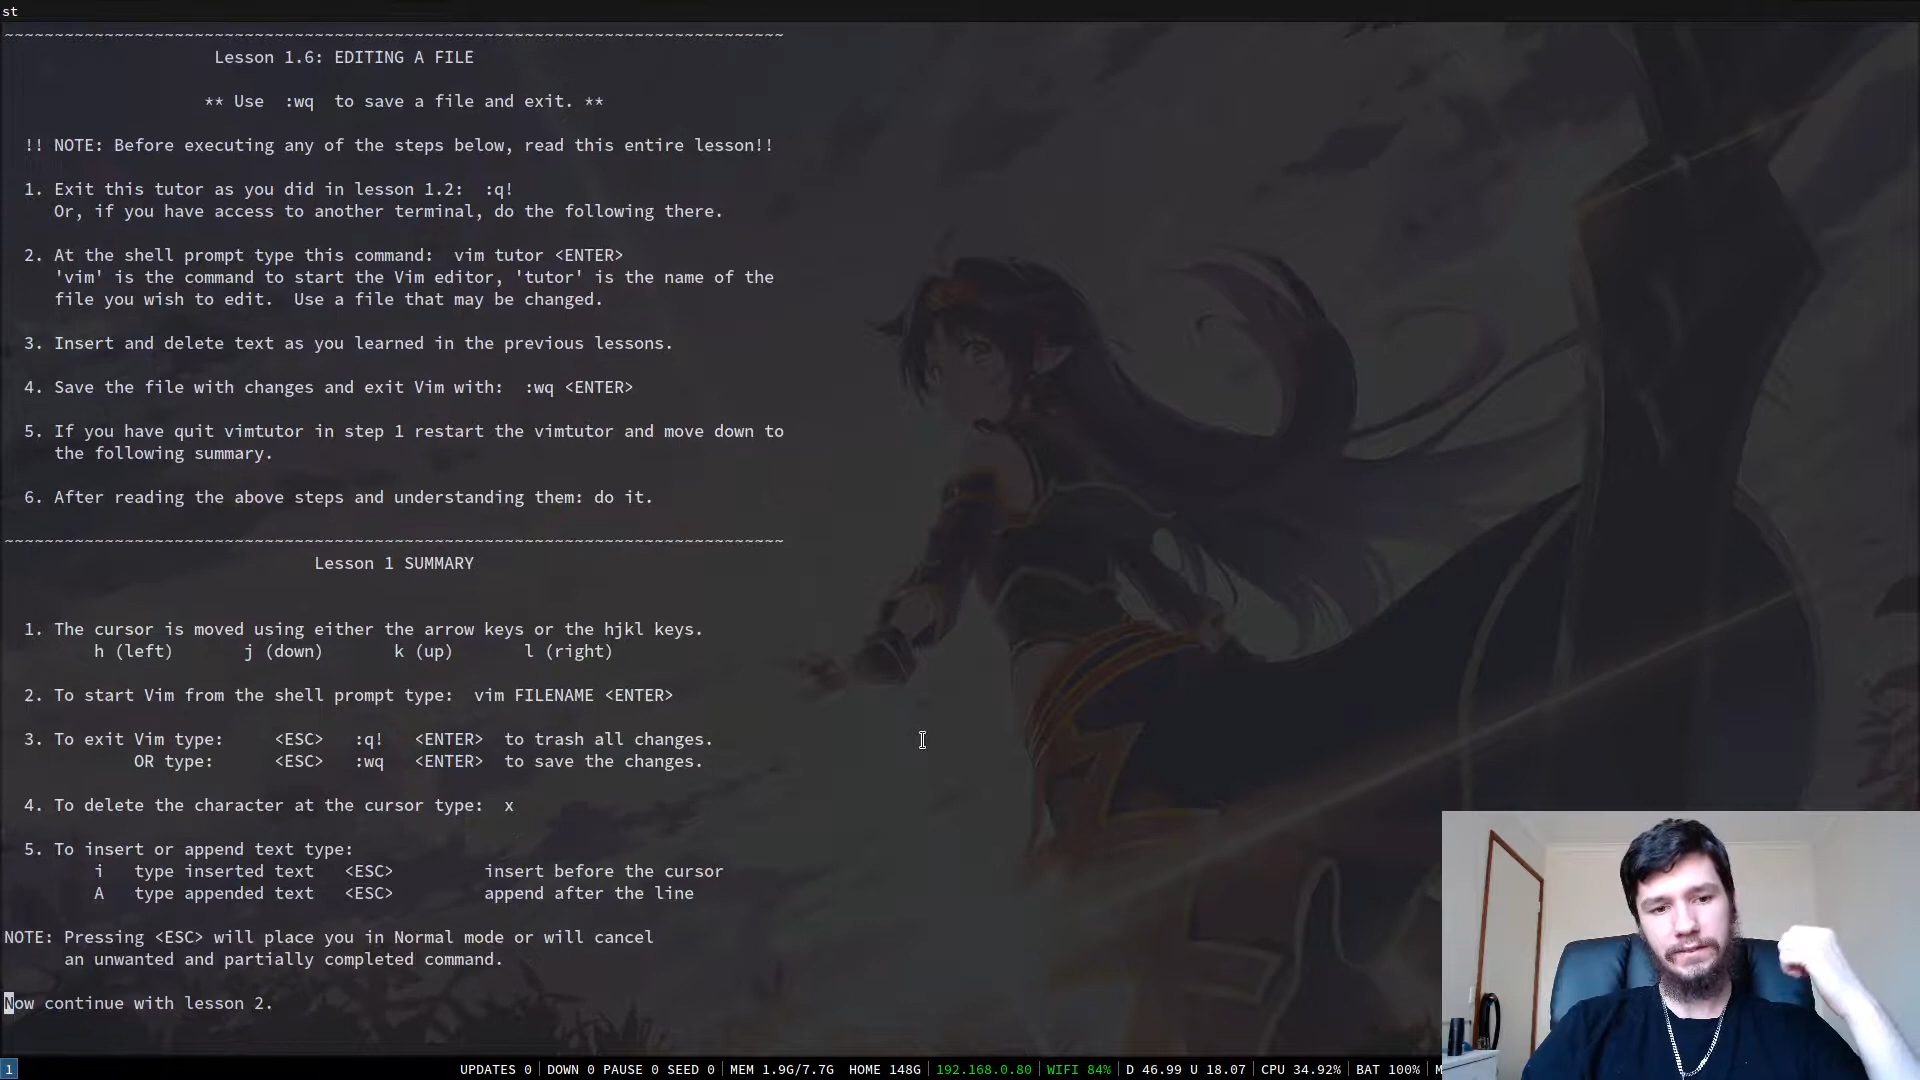 st
~~~~~~~~~~~~~~~~~~~~~~~~~~~~~~~~~~~~~~~~~~~~~~~~~~~~~~~~~~~~~~~~~~~~~~~~~~~~~~
Lesson 1.6: EDITING A FILE
** Use  :wq  to save a file and exit. **
!! NOTE: Before executing any of the steps below, read this entire lesson!!
1. Exit this tutor as you did in lesson 1.2:  :q!
Or, if you have access to another terminal, do the following there.
2. At the shell prompt type this command:  vim tutor <ENTER>
'vim' is the command to start the Vim editor, 'tutor' is the name of the
file you wish to edit.  Use a file that may be changed.
3. Insert and delete text as you learned in the previous lessons.
4. Save the file with changes and exit Vim with:  :wq <ENTER>
5. If you have quit vimtutor in step 1 restart the vimtutor and move down to
the following summary.
6. After reading the above steps and understanding them: do it.
~~~~~~~~~~~~~~~~~~~~~~~~~~~~~~~~~~~~~~~~~~~~~~~~~~~~~~~~~~~~~~~~~~~~~~~~~~~~~~
Lesson 1 SUMMARY
1. The cursor is moved using either the arrow keys or the hjkl keys.
h (left)       j (down)       k (up)       l (right)
2. To start Vim from the shell prompt type:  vim FILENAME <ENTER>
3. To exit Vim type:     <ESC>   :q!   <ENTER>  to trash all changes.
OR type:      <ESC>   :wq   <ENTER>  to save the changes.
4. To delete the character at the cursor type:  x
5. To insert or append text type:
i   type inserted text   <ESC>         insert before the cursor
A   type appended text   <ESC>         append after the line
NOTE: Pressing <ESC> will place you in Normal mode or will cancel
an unwanted and partially completed command.
Now continue with lesson 2.
1 UPDATES 0 | DOWN 0 PAUSE 0 SEED 0 | MEM 1.9G/7.7G  HOME 148G | 192.168.0.80 | WIFI 84% | D 46.99 U 18.07 | CPU 34.92% | BAT 100% | M